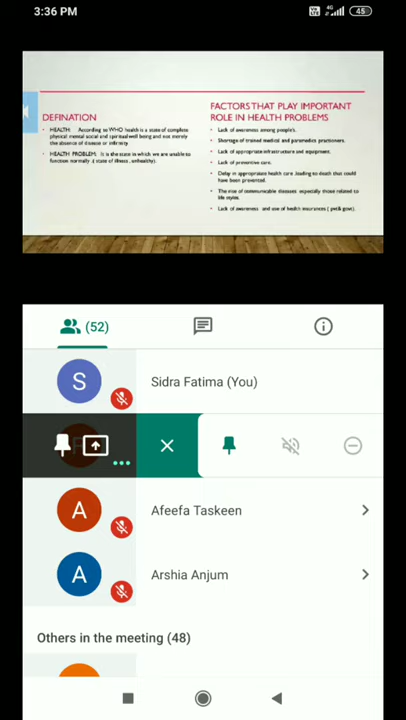 3:36 PM
Vo LTE
4G
45
DEFINATION
HEALTH: According to WHO health is a state of complete
physical mental social and spiritual well being and not merely
the absence of disease or infirmity
HEALTH PROBLEM: It is the state in which we are unable to
function normally .( state of illness , unhealthy).
FACTORS THAT PLAY IMPORTANT
ROLE IN HEALTH PROBLEMS
Lack of awareness among people's.
Shortage of trained medical and paramedics practitioners.
Lack of appropriate infrastructure and equipment.
Lack of preventive care.
Delay in appropriate health care ,leading to death that could
have been prevented.
The rise of communicable diseases especially those related to
life styles.
Lack of awareness and use of health insurances ( pvt& govt).
(52)
S
Sidra Fatima (You)
A
Afeefa Taskeen
A
Arshia Anjum
Others in the meeting (48)